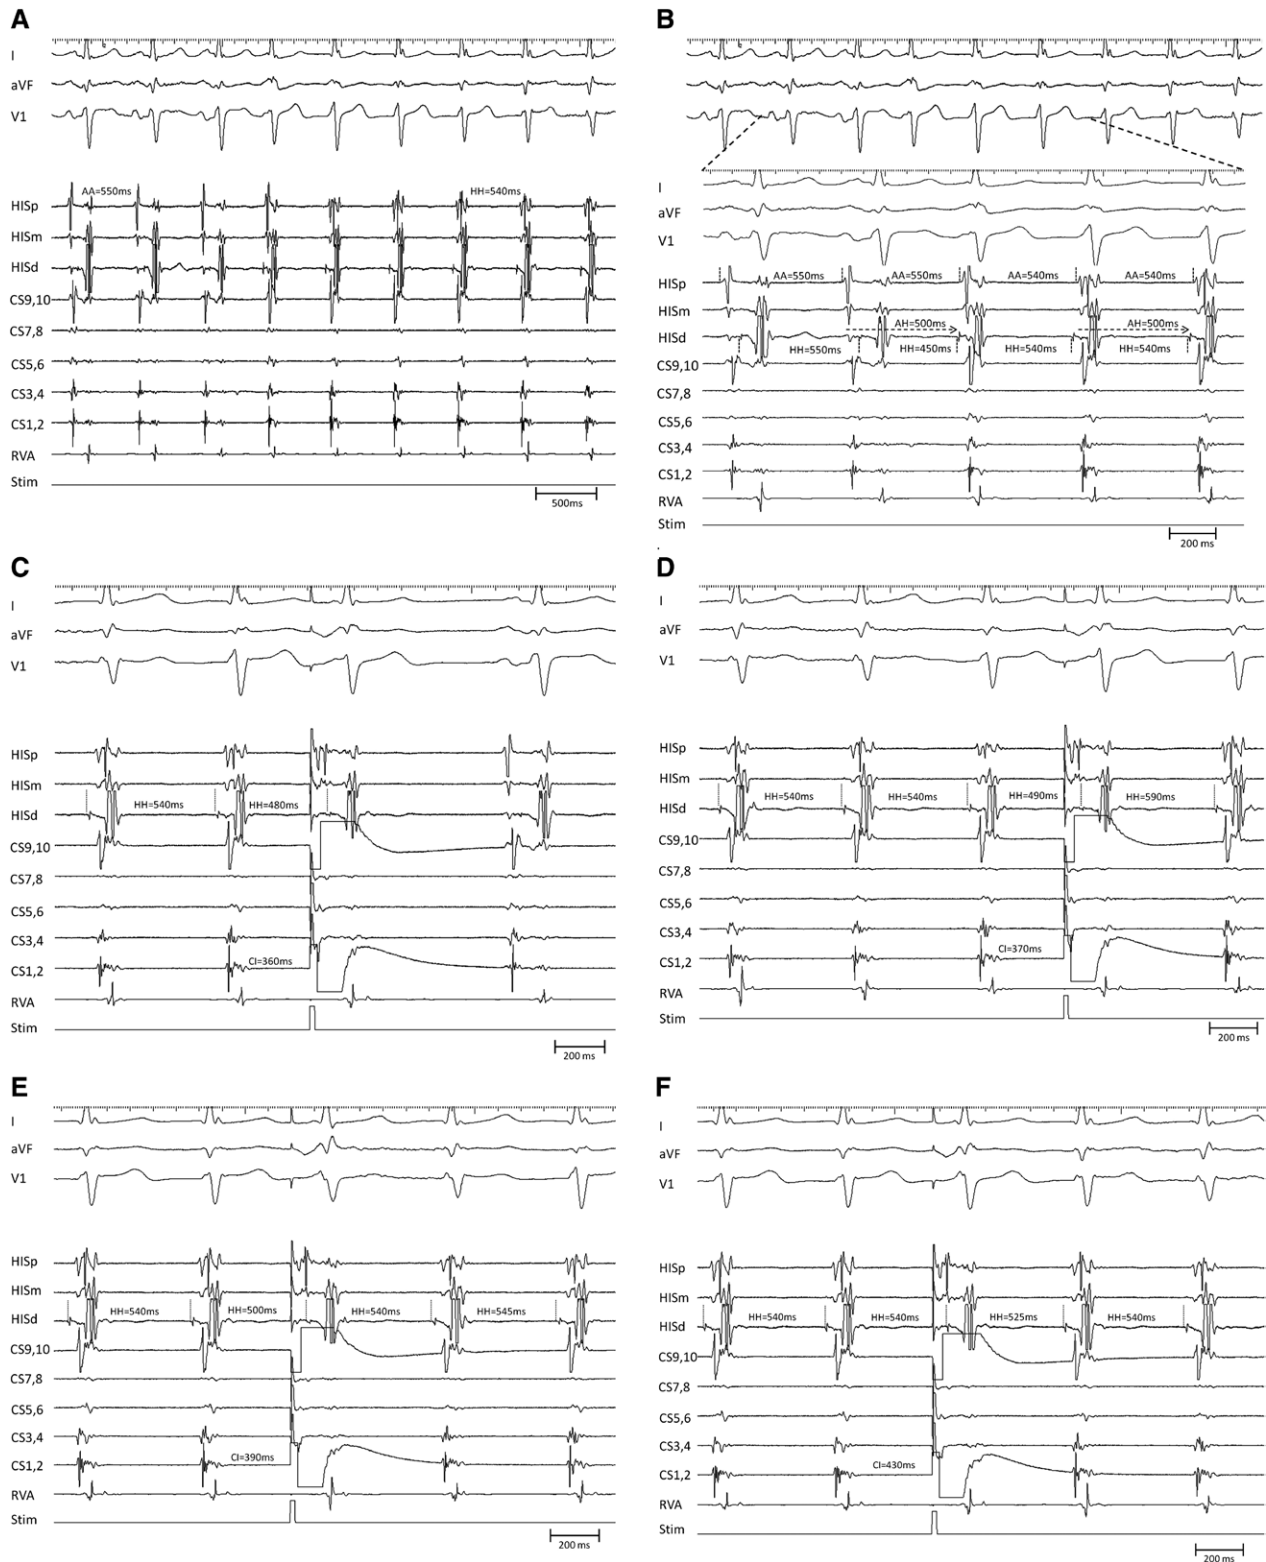 A
I
aVF
V1
AA=550ms
HH=540ms
HISp
HISm
HISd
CS9,10
CS7,8
CS5,6
CS3,4
CS1,2
RVA
Stim
500ms
B
I
aVF
V1
HISp
AA=550ms
AA=550ms
AA=540ms
AA=540ms
HISm
AH=500ms
AH=500ms
HISd
HH=550ms
HH=450ms
HH=540ms
HH=540ms
CS9,10
CS7,8
CS5,6
CS3,4
CS1,2
RVA
Stim
200 ms
C
I
aVF
V1
HISp
HISm
HH=540ms
HH=480ms
HISd
CS9,10
CS7,8
CS5,6
CS3,4
CI=360ms
CS1,2
RVA
Stim
200 ms
D
I
aVF
V1
HISp
HISm
HH=540ms
HH=540ms
HH=490ms
HH=590ms
HISd
CS9,10
CS7,8
CS5,6
CS3,4
CI=370ms
CS1,2
RVA
Stim
200 ms
E
I
aVF
V1
HISp
HISm
HH=540ms
HH=500ms
HH=540ms
HH=545ms
HISd
CS9,10
CS7,8
CS5,6
CS3,4
CI=390ms
CS1,2
RVA
Stim
200 ms
F
I
aVF
V1
HISp
HISm
HH=540ms
HH=540ms
HH=525ms
HH=540ms
HISd
CS9,10
CS7,8
CS5,6
CS3,4
CI=430ms
CS1,2
RVA
Stim
200 ms